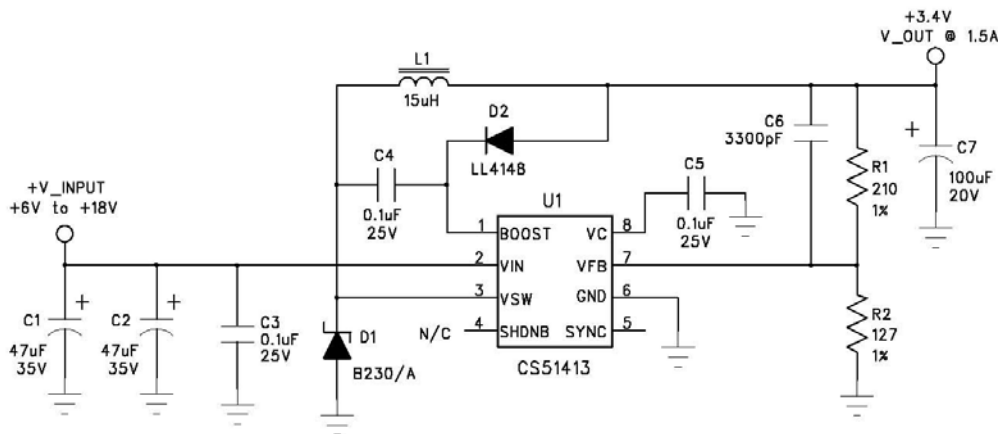 +3.4V
V_OUT @ 1.5A
L1
15uH
D2
LL4148
C6
3300pF
C7
100uF
20V
R1
210
1%
C4
0.1uF
25V
C5
0.1uF
25V
+V_INPUT
+6V to +18V
U1
1 BOOST VC 8
2 VIN VFB 7
3 VSW GND 6
N/C 4 SHDNB SYNC 5
CS51413
C1
47uF
35V
C2
47uF
35V
C3
0.1uF
25V
D1
B230/A
R2
127
1%